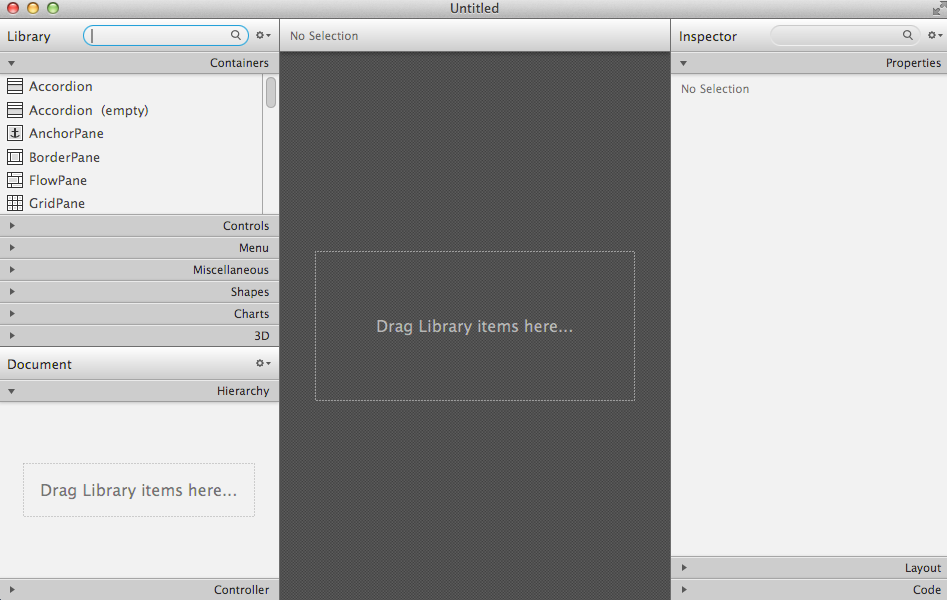 Untitled
Library
Containers
Accordion
Accordion (empty)
AnchorPane
BorderPane
FlowPane
GridPane
Controls
Menu
Miscellaneous
Shapes
Charts
3D
Document
Hierarchy
Drag Library items here...
Controller
No Selection
Drag Library items here...
Inspector
Properties
No Selection
Layout
Code